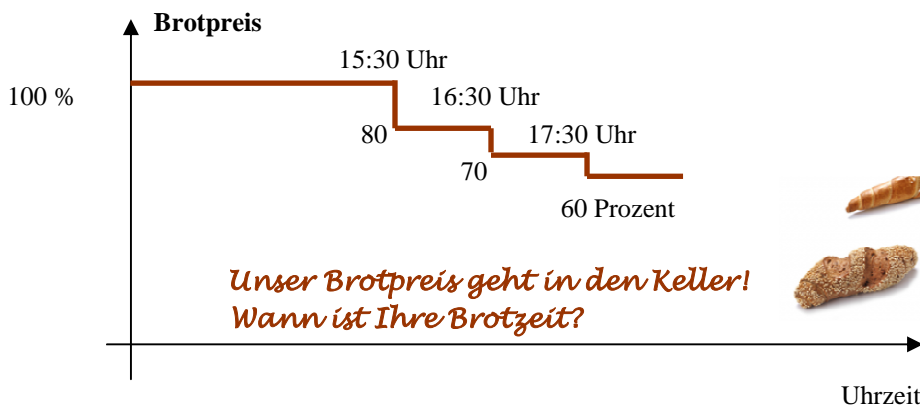 Brotpreis
15:30 Uhr
100 %
16:30 Uhr
80
17:30 Uhr
70
60 Prozent
Unser Brotpreis geht in den Keller!
Wann ist Ihre Brotzeit?
Uhrzeit